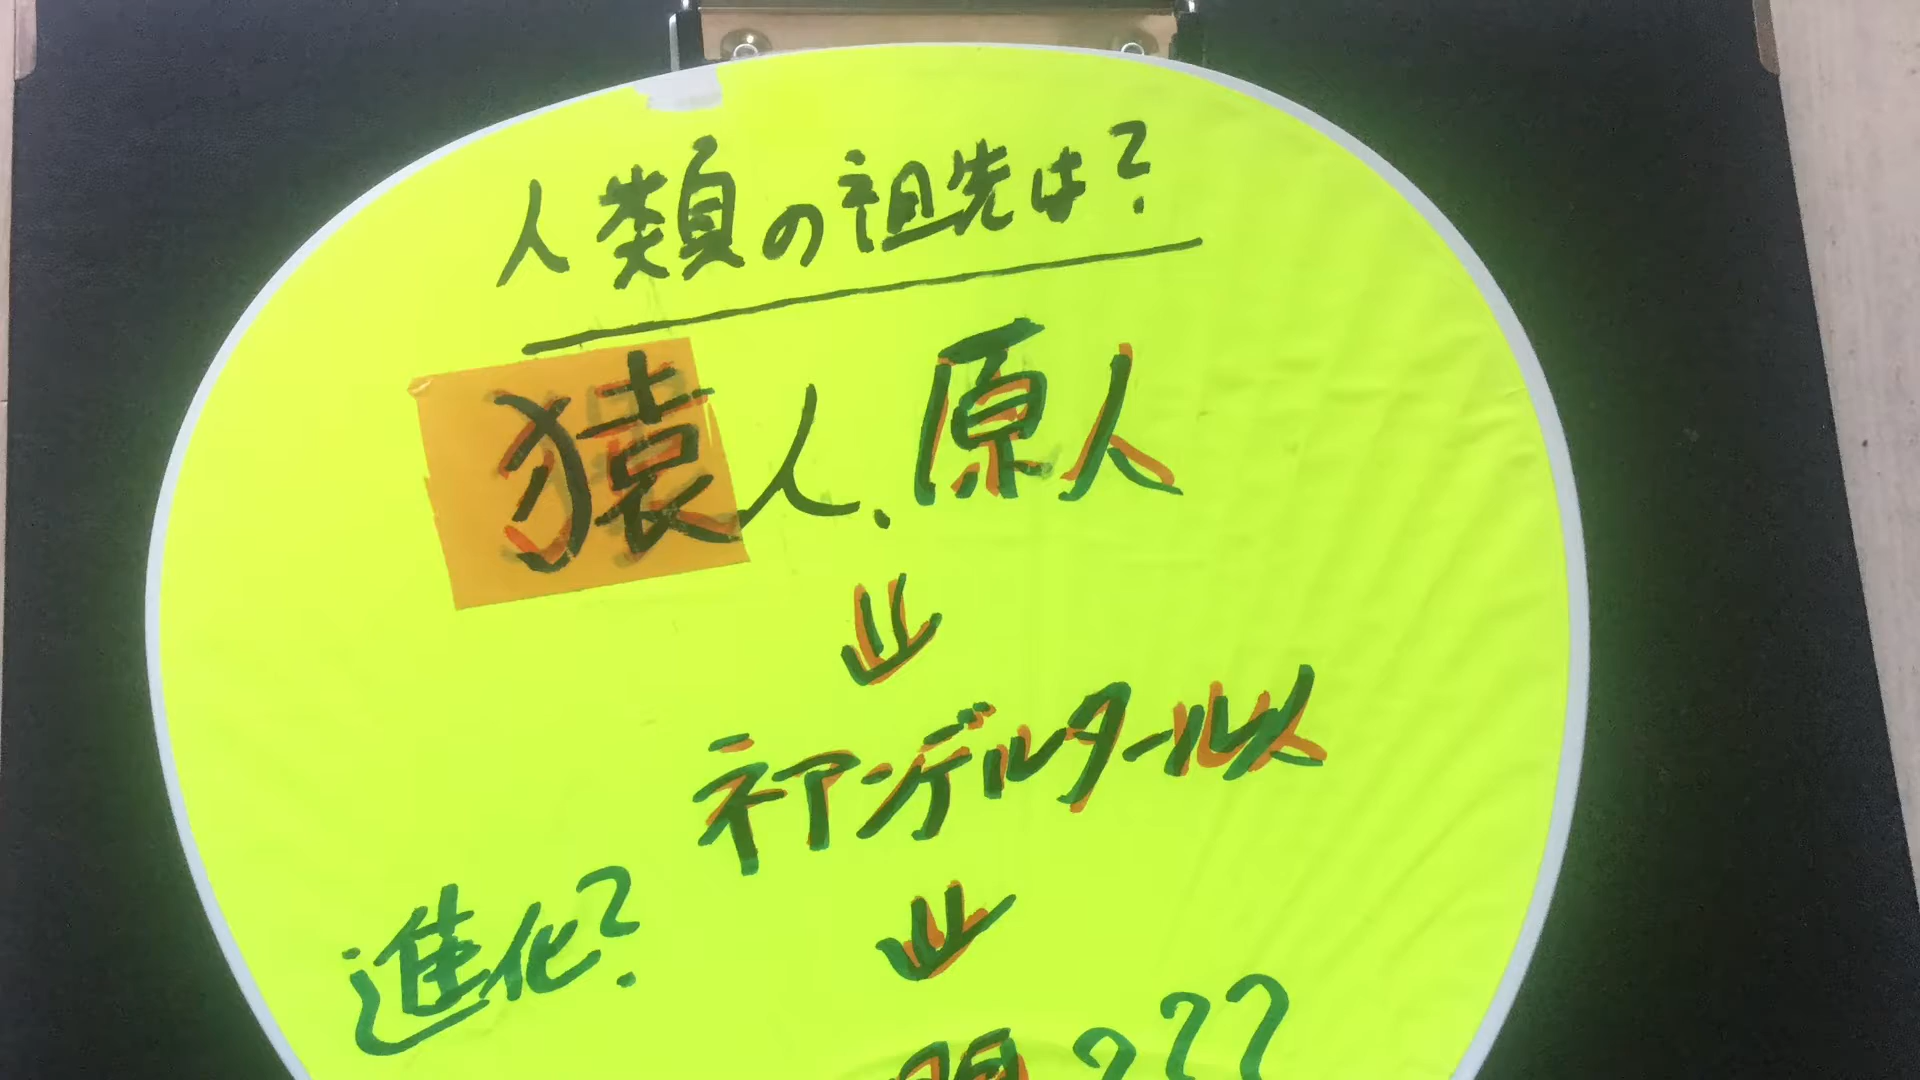 人類の祖先は?
猿人、原人
⇓
ネアンデルタール人
⇓
進化?
???